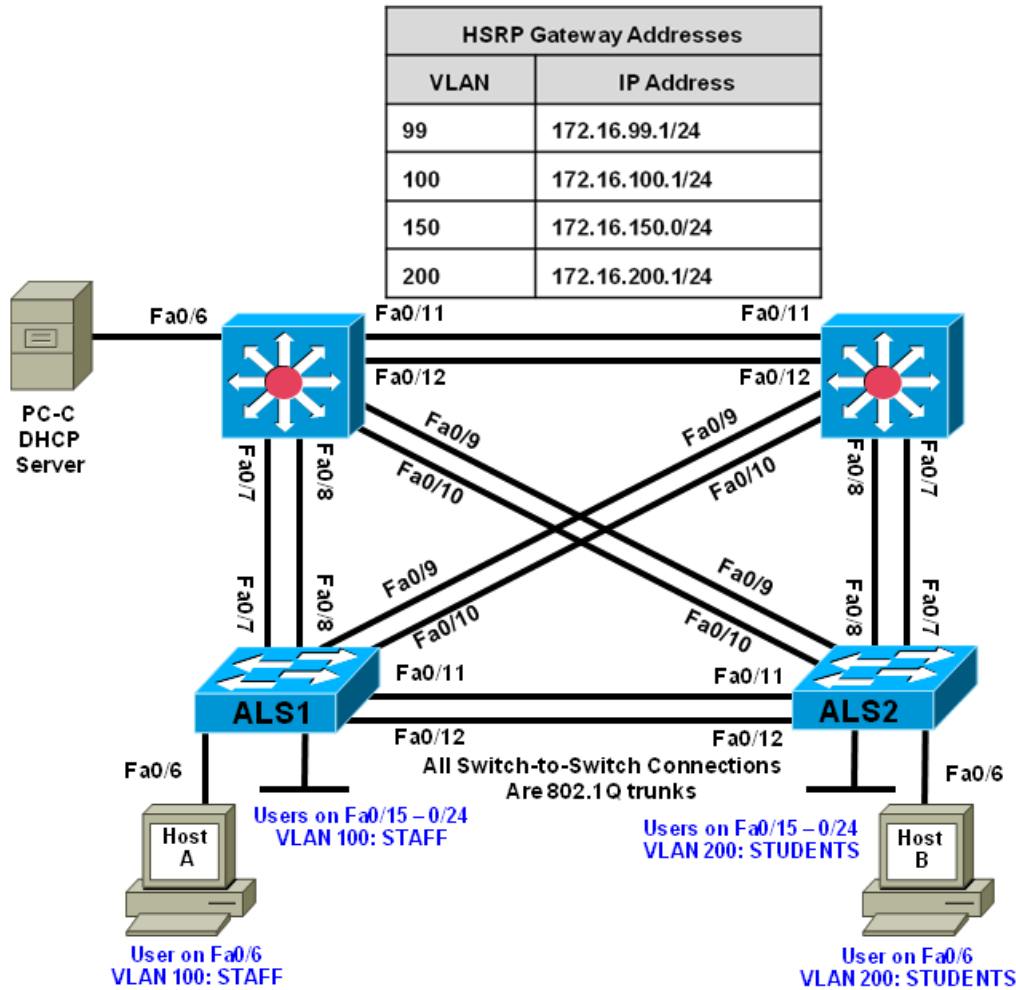 HSRP Gateway Addresses
VLAN IP Address
99 172.16.99.1/24
100 172.16.100.1/24
150 172.16.150.0/24
200 172.16.200.1/24
Fa0/6
Fa0/11
Fa0/11
Fa0/12
Fa0/12
PC-C
DHCP
Server
Fa0/9
Fa0/10
Fa0/9
Fa0/10
Fa0/7
Fa0/8
Fa0/8
Fa0/7
Fa0/7
Fa0/8
Fa0/9
Fa0/10
Fa0/9
Fa0/10
Fa0/8
Fa0/7
ALS1
Fa0/11
Fa0/11
ALS2
Fa0/12
Fa0/12
All Switch-to-Switch Connections
Are 802.1Q trunks
Fa0/6
Fa0/6
Users on Fa0/15 – 0/24
VLAN 100: STAFF
Users on Fa0/15 – 0/24
VLAN 200: STUDENTS
Host
A
Host
B
User on Fa0/6
VLAN 100: STAFF
User on Fa0/6
VLAN 200: STUDENTS